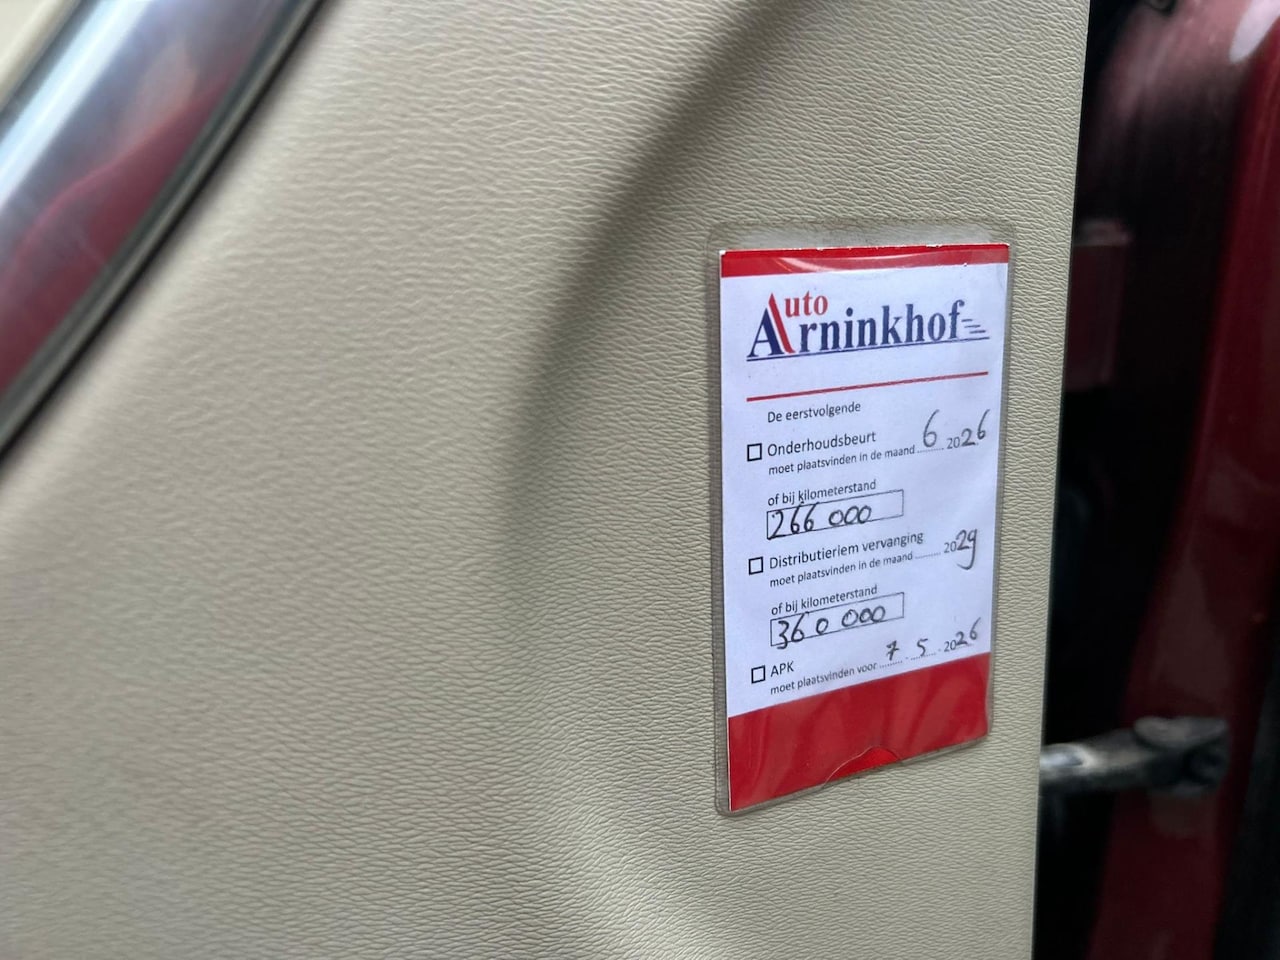 Auto
Arninkhof
De eerstvolgende
Onderhoudsbeurt
moet plaatsvinden in de maand ....6.... 2026
of bij kilometerstand
266 000
Distributieriem vervanging
moet plaatsvinden in de maand ........ 2029
of bij kilometerstand
360 000
APK
moet plaatsvinden voor ..7.. . ..5.. . 2026